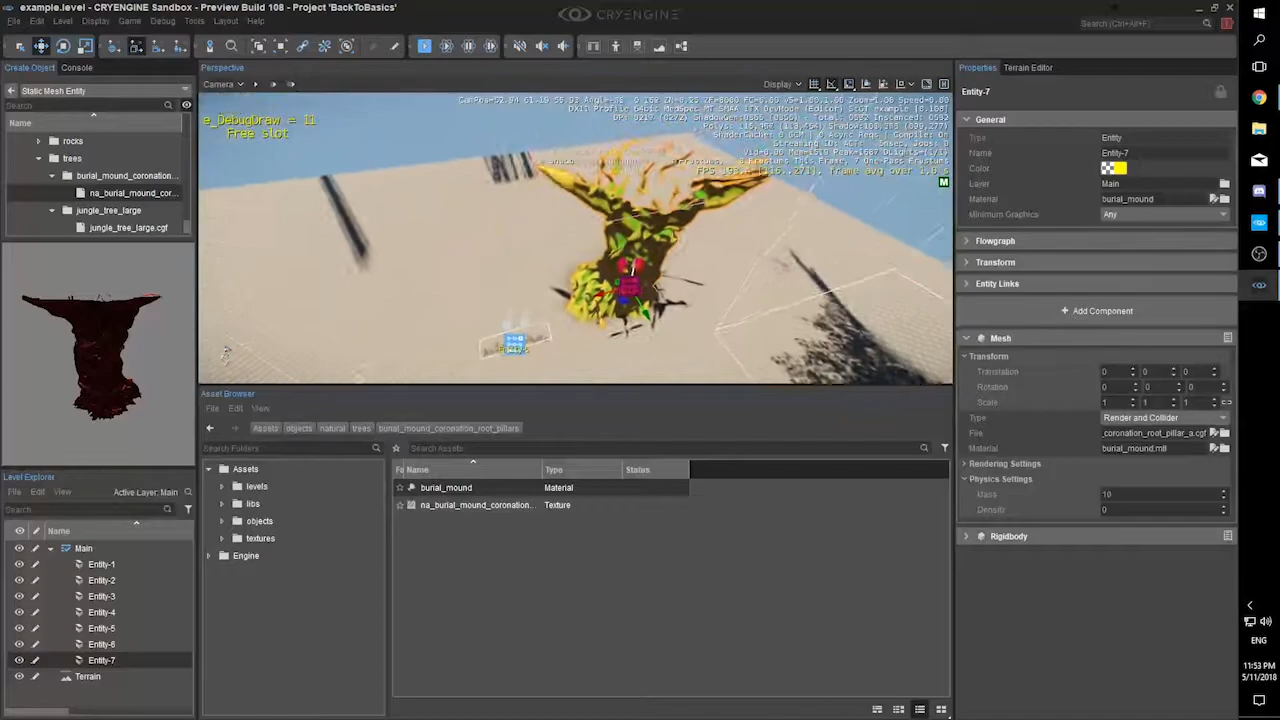 example.level - CRYENGINE Sandbox - Preview Build 108 - Project 'BackToBasics'
CRYENGINE
File Edit Level Display Game Debug Tools Layout Help
Search (Ctrl+Alt+F)
Create Object Console
Static Mesh Entity
Search
Name
rocks
trees
burial_mound_coronation...
na_burial_mound_cor...
jungle_tree_large
jungle_tree_large.cgf
Perspective
Camera
Display
e_DebugDraw = 11
Free slot
M
Level Explorer
File Edit View Active Layer: Main
Search
Name
Main
Entity-1
Entity-2
Entity-3
Entity-4
Entity-5
Entity-6
Entity-7
Terrain
Asset Browser
File Edit View
Assets objects natural trees burial_mound_coronation_root_pillars
Search Folders
Search Assets
Assets
levels
libs
objects
textures
Engine
Fa Name Type Status
burial_mound Material
na_burial_mound_coronation... Texture
Properties Terrain Editor
Entity-7
General
Type Entity
Name Entity-7
Color
Layer Main
Material burial_mound
Minimum Graphics Any
Flowgraph
Transform
Entity Links
Add Component
Mesh
Transform
Translation 0 0 0
Rotation 0 0 0
Scale 1 1 1
Type Render and Collider
File _coronation_root_pillar_a.cgf
Material burial_mound.mtl
Rendering Settings
Physics Settings
Mass 10
Density 0
Rigidbody
ENG
11:53 PM
5/11/2018